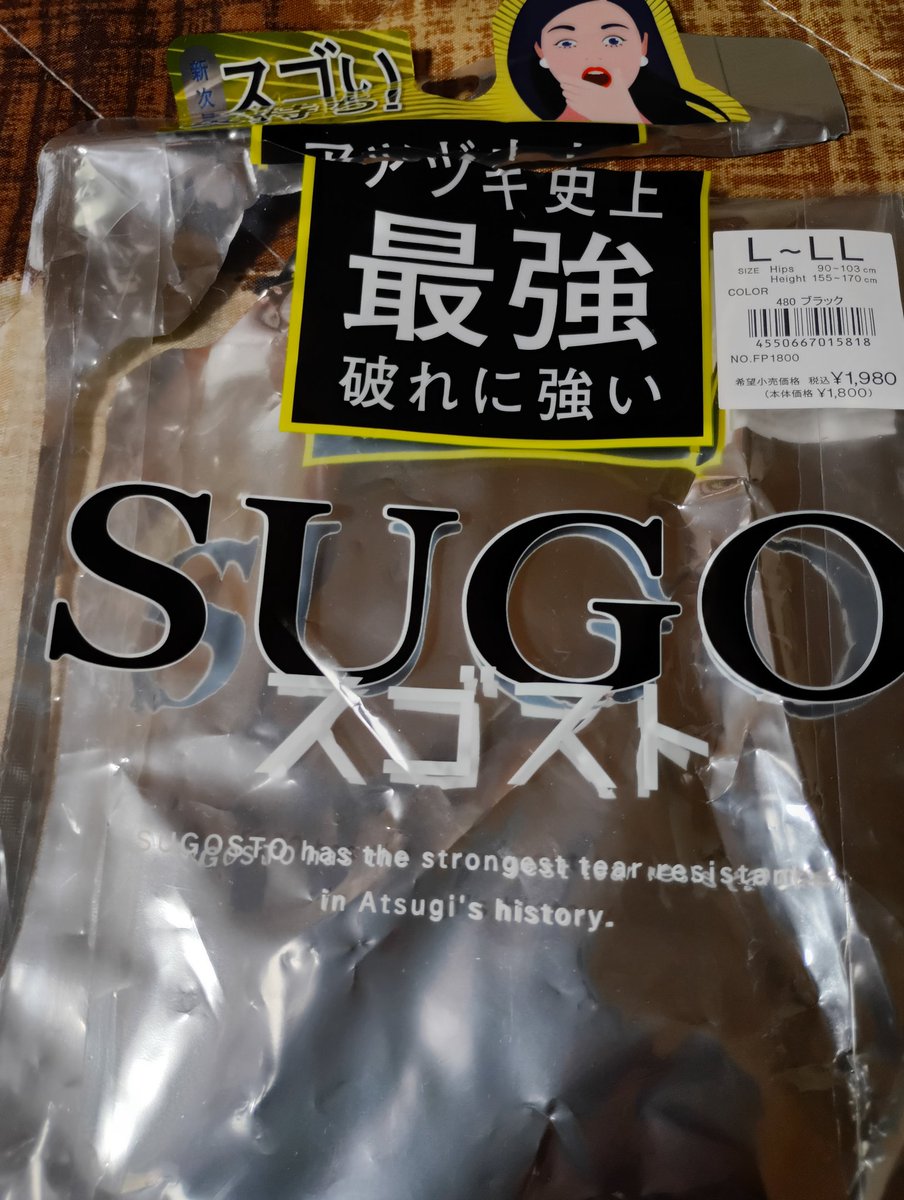 新次
スゴい!
アツギ史上
最強
破れに強い
L~LL
SIZE Hips 90~103cm
Height 155~170cm
COLOR
480 ブラック
4550667015818
NO.FP1800
希望小売価格 税込¥1,980
(本体価格 ¥1,800)
SUGO
スゴスト
SUGOSTO has the strongest tear
in Atsugi's history.